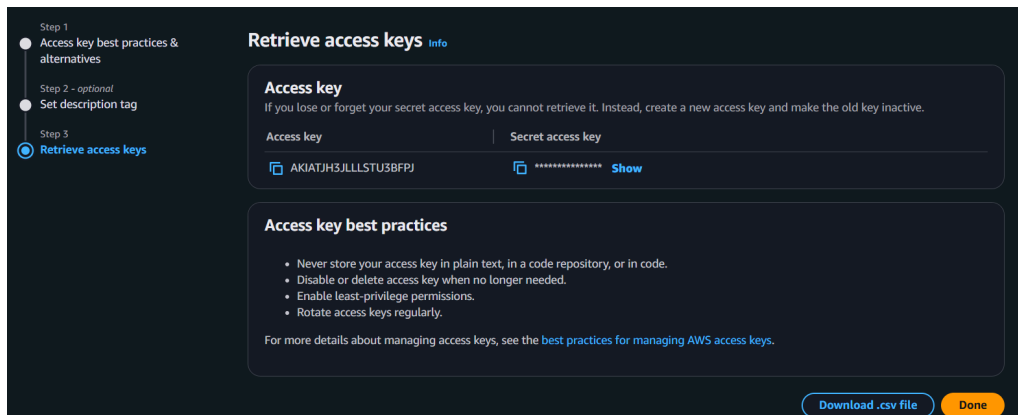 Step 1
Access key best practices &
alternatives
Step 2 - optional
Set description tag
Step 3
Retrieve access keys
Retrieve access keys Info
Access key
If you lose or forget your secret access key, you cannot retrieve it. Instead, create a new access key and make the old key inactive.
Access key Secret access key
AKIATJH3JLLLSTU3BFPJ *************** Show
Access key best practices
• Never store your access key in plain text, in a code repository, or in code.
• Disable or delete access key when no longer needed.
• Enable least-privilege permissions.
• Rotate access keys regularly.
For more details about managing access keys, see the best practices for managing AWS access keys.
Download .csv file Done